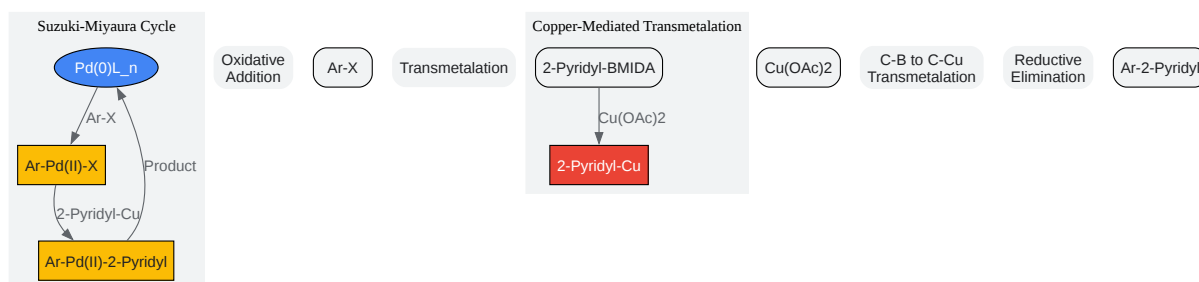 Suzuki-Miyaura Cycle
Pd(0)L_n
Ar-X
Ar-Pd(II)-X
Product
2-Pyridyl-Cu
Ar-Pd(II)-2-Pyridyl
Oxidative
Addition
Ar-X
Transmetalation
Copper-Mediated Transmetalation
2-Pyridyl-BMIDA
Cu(OAc)2
2-Pyridyl-Cu
Cu(OAc)2
C-B to C-Cu
Transmetalation
Reductive
Elimination
Ar-2-Pyridyl